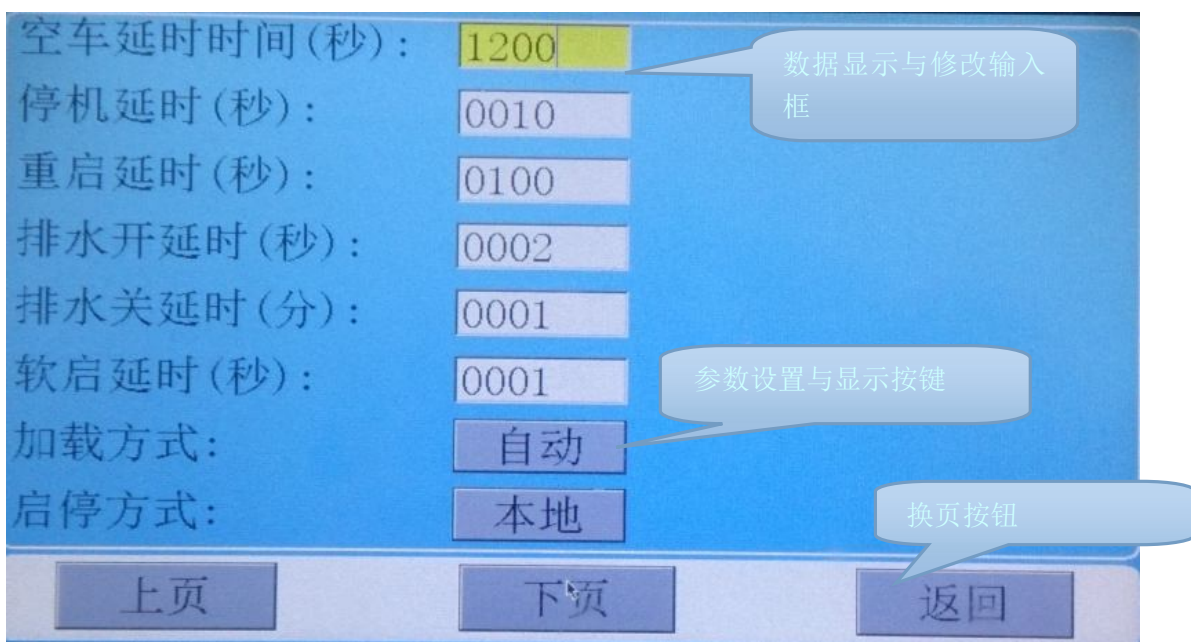 空车延时时间(秒): 1200
数据显示与修改输入
框
停机延时(秒): 0010
重启延时(秒): 0100
排水开延时(秒): 0002
排水关延时(分): 0001
软启延时(秒): 0001
参数设置与显示按键
加载方式: 自动
启停方式: 本地
换页按钮
上页 下页 返回